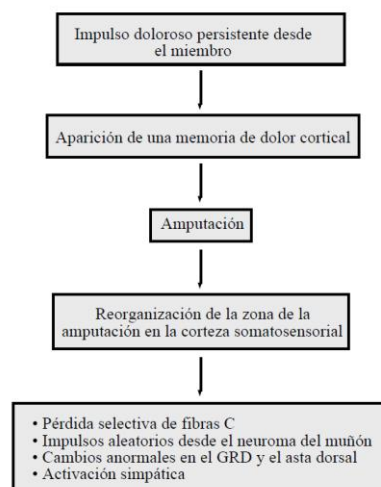 Impulso doloroso persistente desde
el miembro
Aparición de una memoria de dolor cortical
Amputación
Reorganización de la zona de la
amputación en la corteza somatosensorial
• Pérdida selectiva de fibras C
• Impulsos aleatorios desde el neuroma del muñón
• Cambios anormales en el GRD y el asta dorsal
• Activación simpática